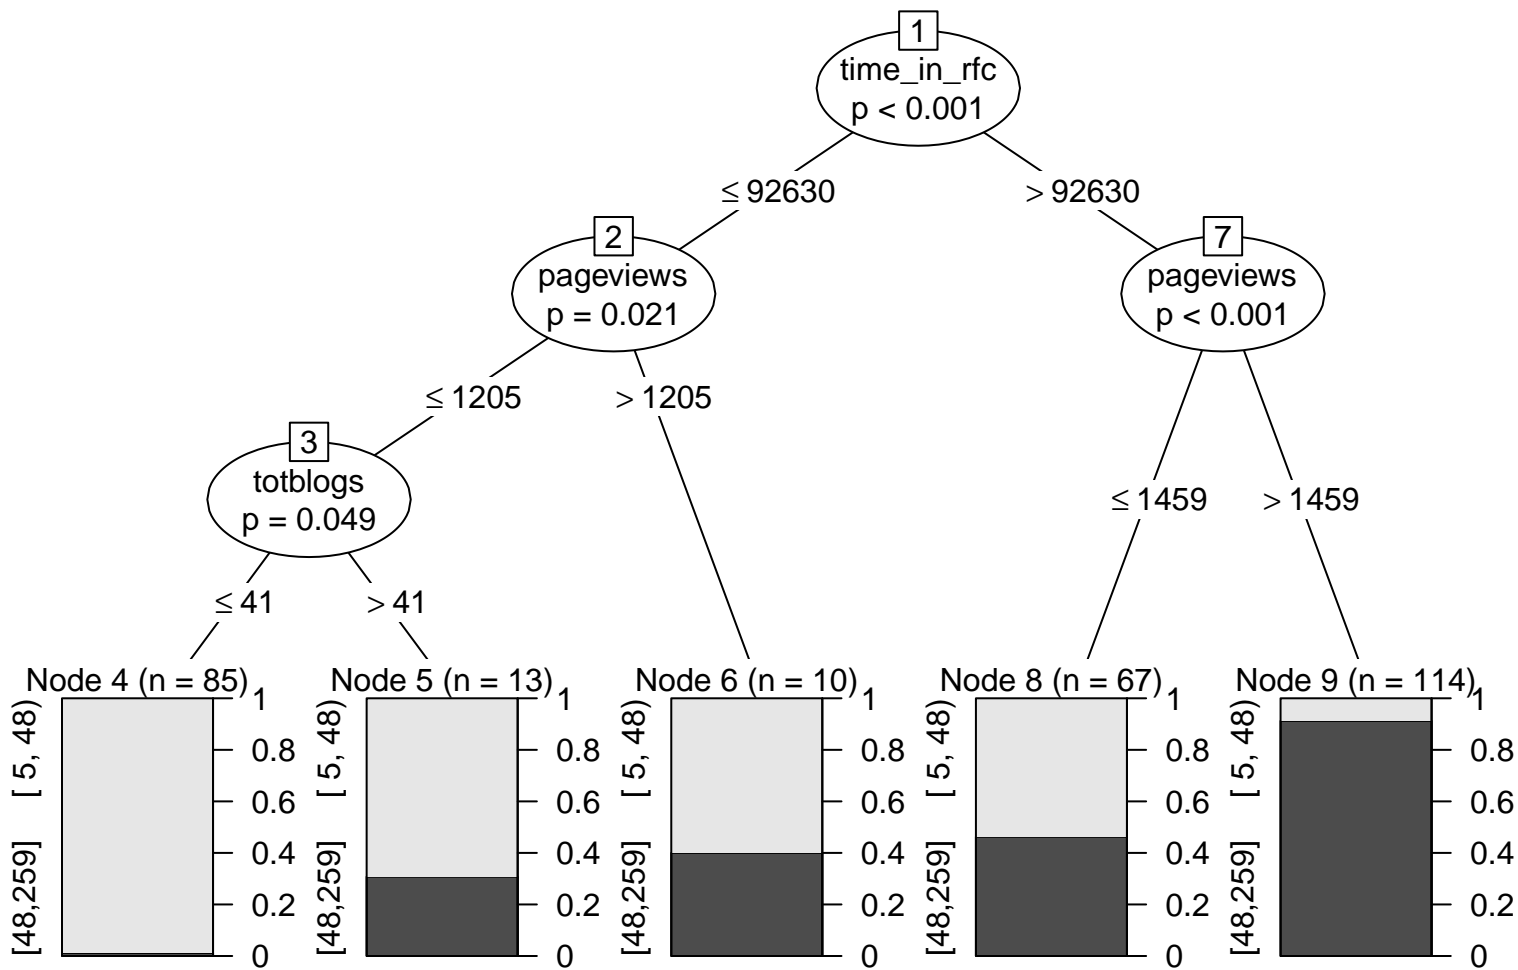 1
time_in_rfc
p < 0.001
≤ 92630
> 92630
2
pageviews
p = 0.021
7
pageviews
p < 0.001
≤ 1205
> 1205
3
totblogs
p = 0.049
≤ 1459
> 1459
≤ 41
> 41
Node 4 (n = 85)
[48,259]
[ 5, 48)
1
0.8
0.6
0.4
0.2
0
Node 5 (n = 13)
[48,259]
[ 5, 48)
1
0.8
0.6
0.4
0.2
0
Node 6 (n = 10)
[48,259]
[ 5, 48)
1
0.8
0.6
0.4
0.2
0
Node 8 (n = 67)
[48,259]
[ 5, 48)
1
0.8
0.6
0.4
0.2
0
Node 9 (n = 114)
[48,259]
[ 5, 48)
1
0.8
0.6
0.4
0.2
0